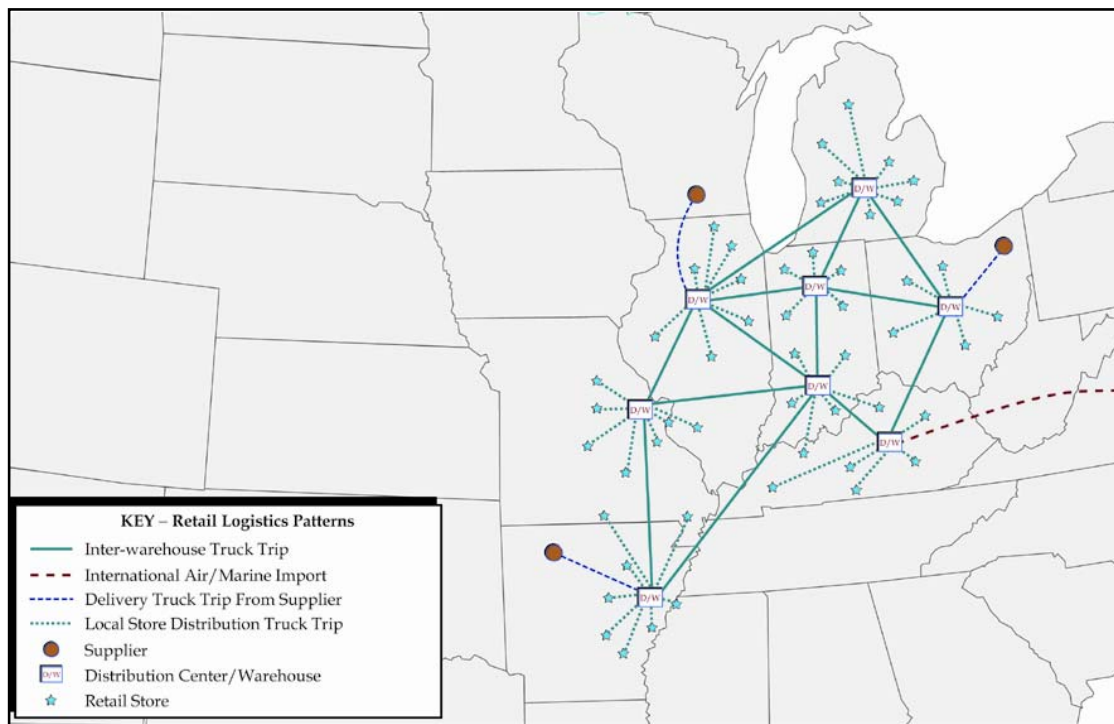 D/W
D/W
D/W
D/W
D/W
D/W
D/W
D/W
KEY – Retail Logistics Patterns
Inter-warehouse Truck Trip
International Air/Marine Import
Delivery Truck Trip From Supplier
Local Store Distribution Truck Trip
Supplier
D/W Distribution Center/Warehouse
Retail Store